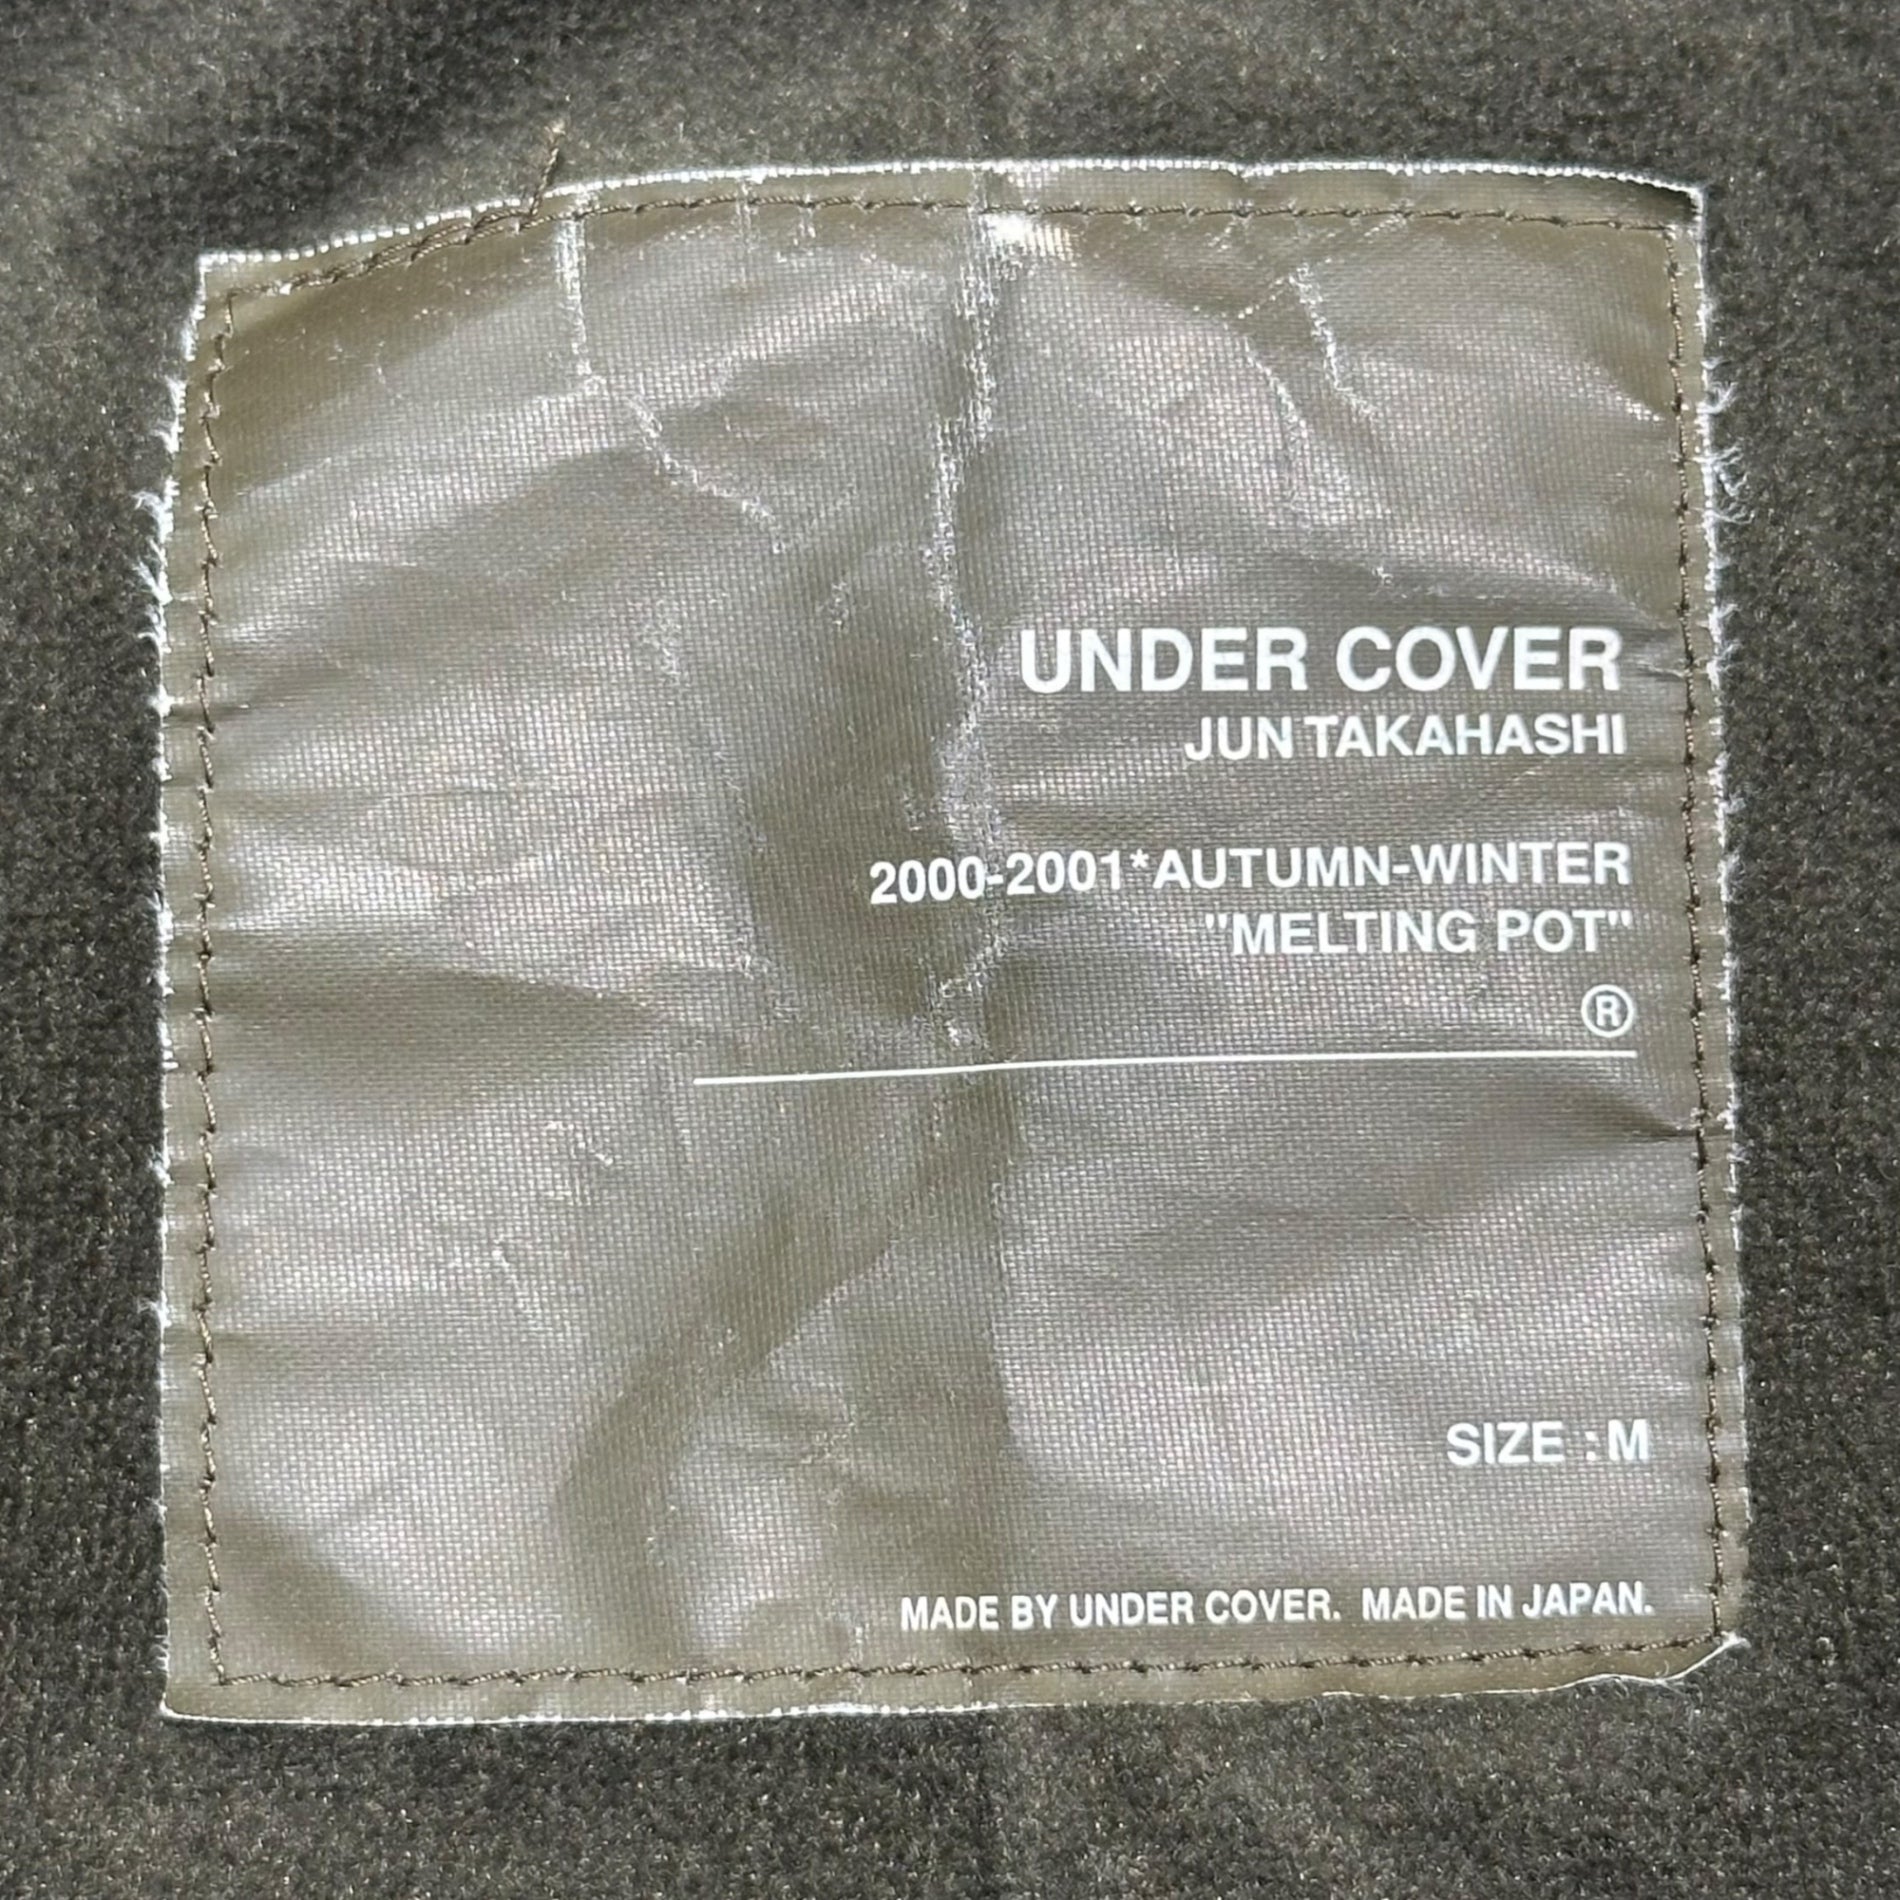 UNDER COVER
JUN TAKAHASHI
2000-2001*AUTUMN-WINTER
"MELTING POT"
®
SIZE : M
MADE BY UNDER COVER. MADE IN JAPAN.